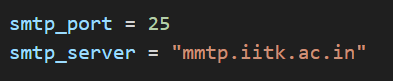 smtp_port = 25
smtp_server = "mmtp.iitk.ac.in"